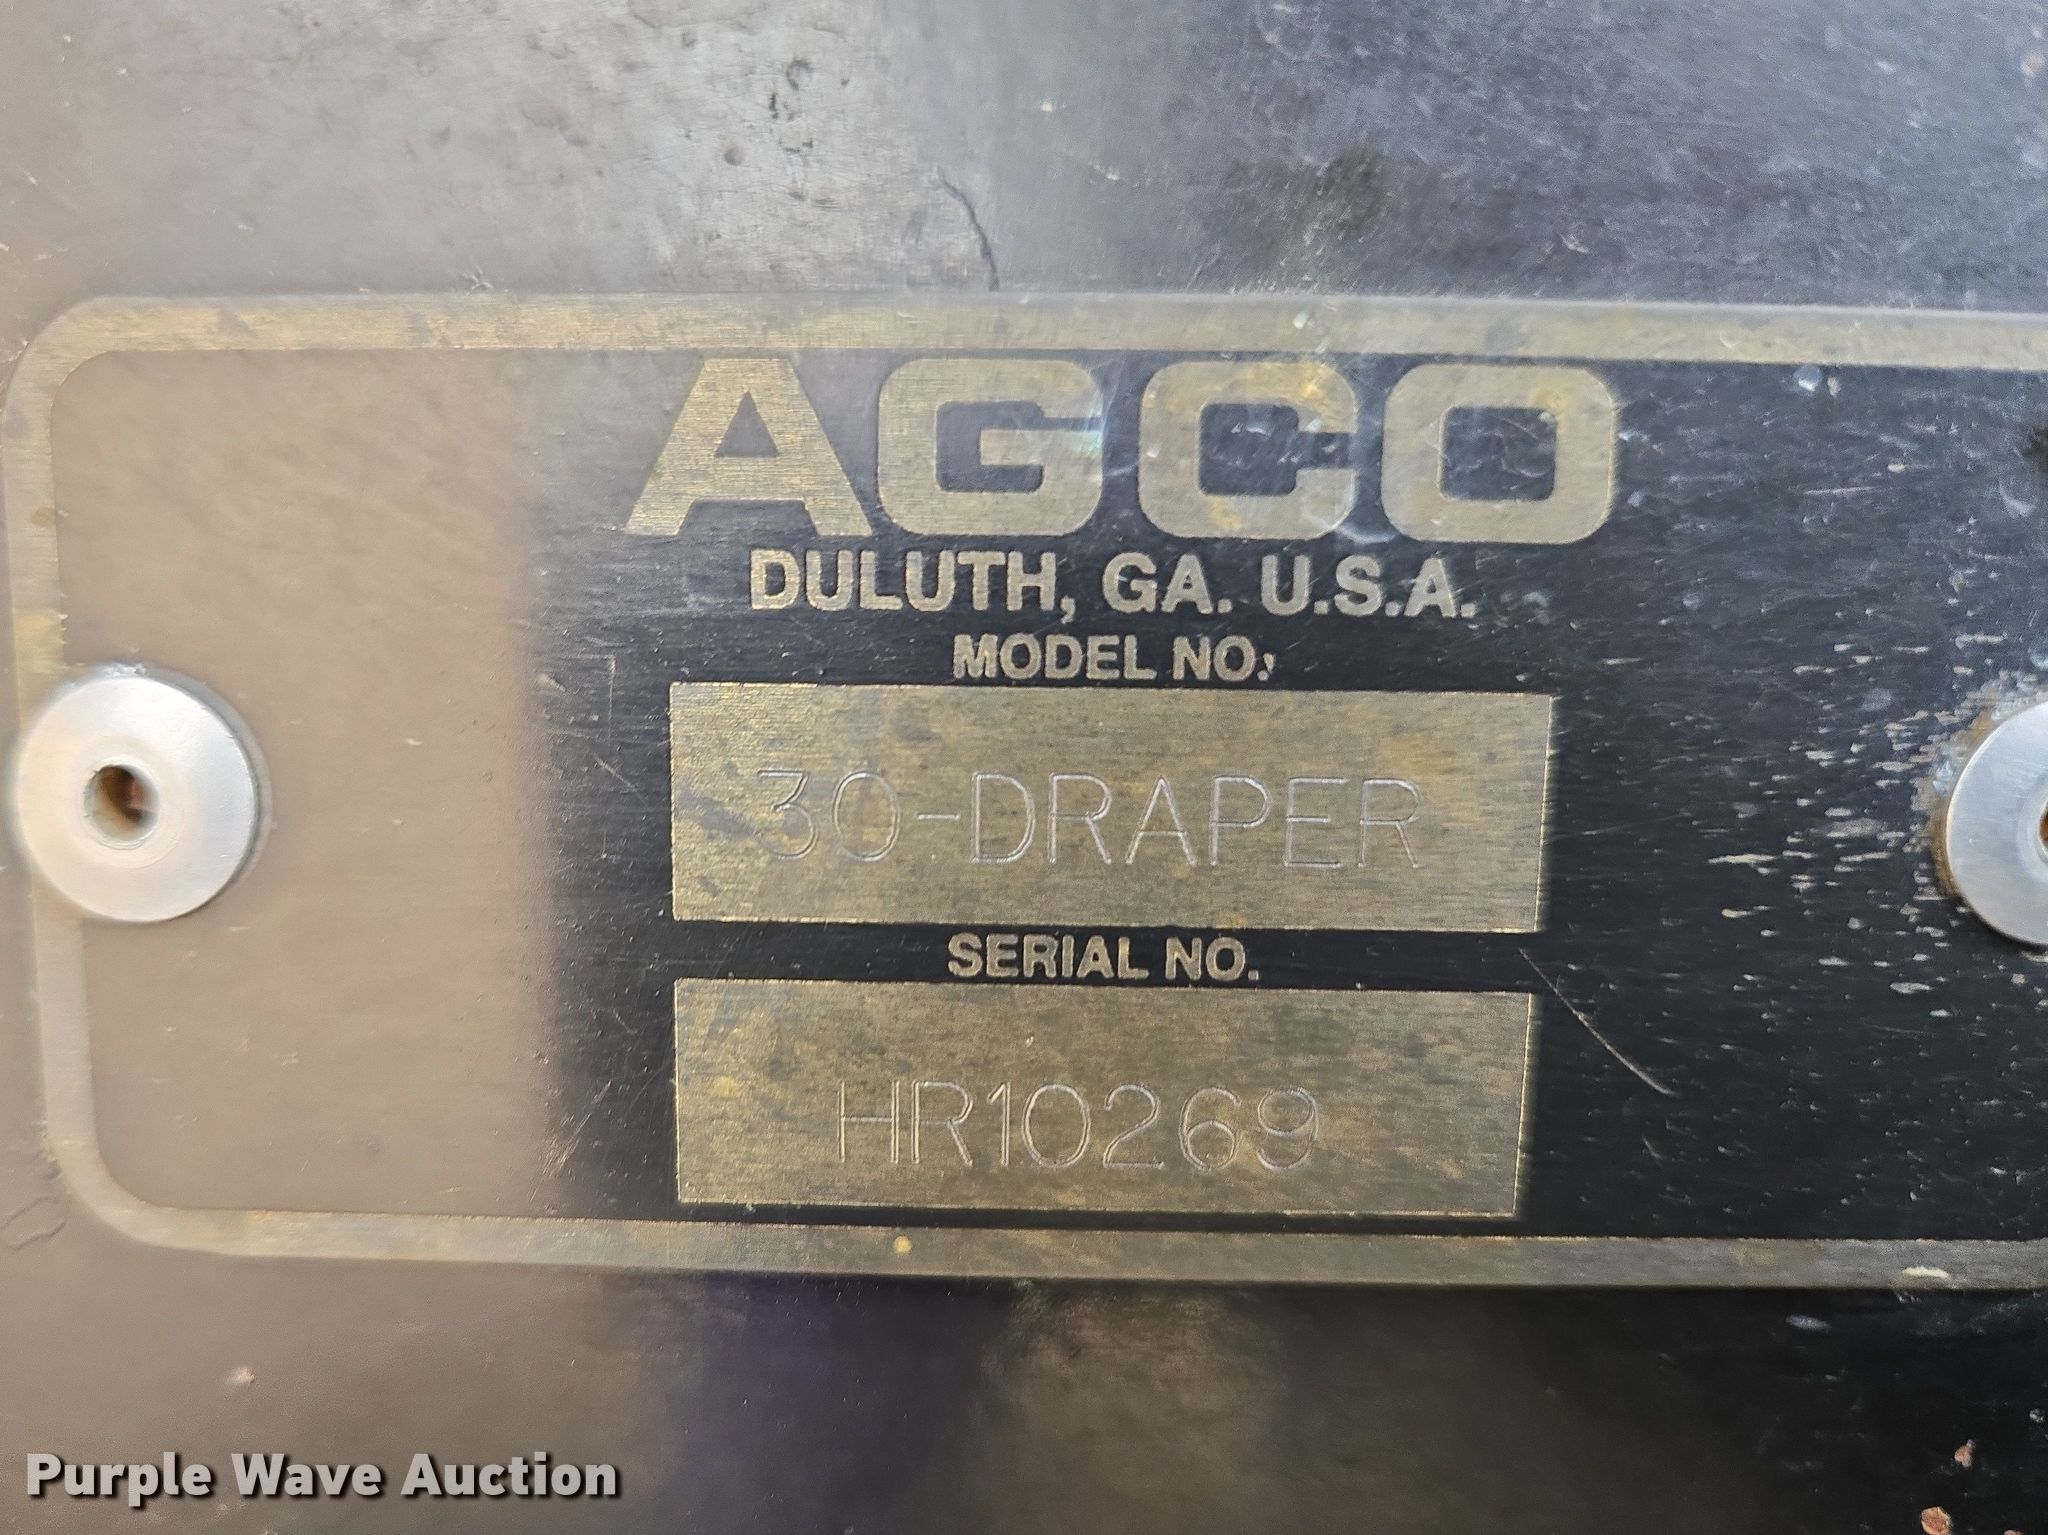 AGCO
DULUTH, GA. U.S.A.
MODEL NO:
30-DRAPER
SERIAL NO.
HR10269
Purple Wave Auction